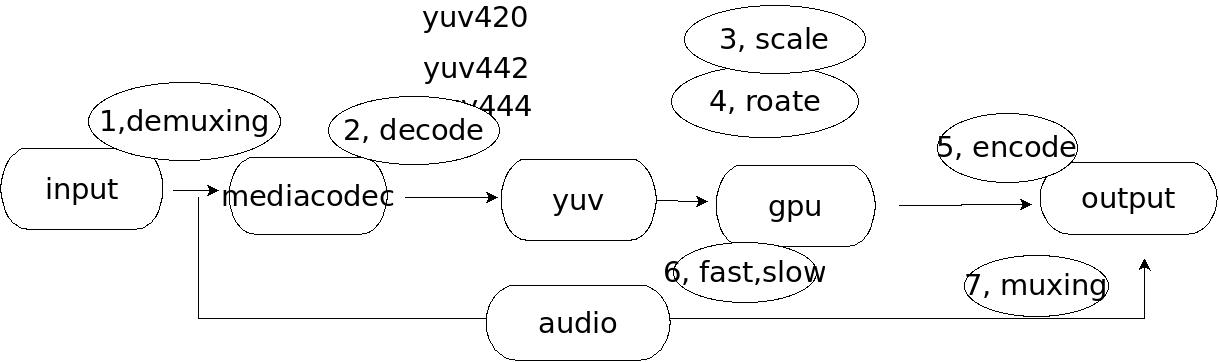 yuv420
3, scale
yuv442
4, roate
v444
1,demuxing
2, decode
5, encode
input
mediacodec
yuv
gpu
output
6, fast,slow
7, muxing
audio